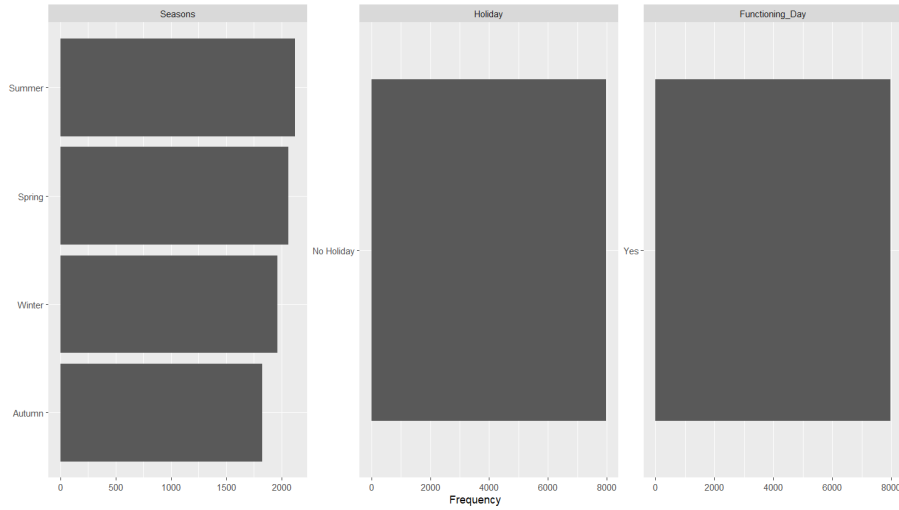 Seasons
Holiday
Functioning_Day
Summer
Spring
Winter
Autumn
No Holiday
Yes
0 500 1000 1500 2000
0 2000 4000 6000 8000
0 2000 4000 6000 8000
Frequency